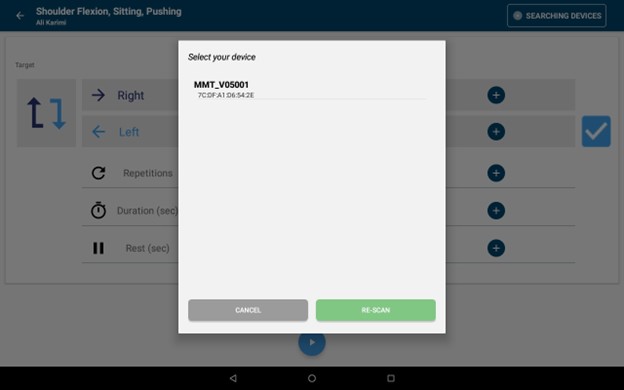 Shoulder Flexion, Sitting, Pushing
Ali Karimi
SEARCHING DEVICES
Select your device
MMT_V05001
7C:DF:A1:D6:54:2E
Target
Right
Left
Repetitions
Duration (sec)
Rest (sec)
CANCEL
RE-SCAN